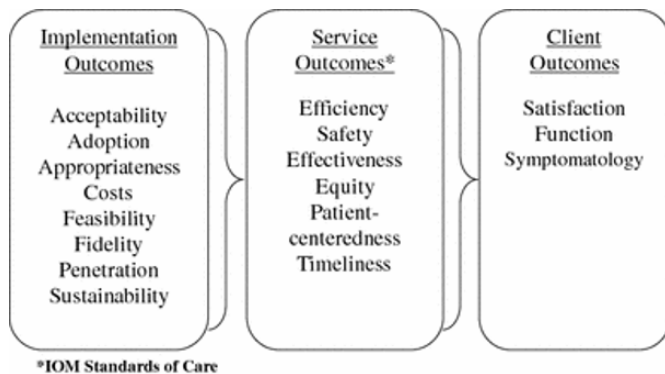 Implementation
Outcomes
Acceptability
Adoption
Appropriateness
Costs
Feasibility
Fidelity
Penetration
Sustainability
Service
Outcomes*
Efficiency
Safety
Effectiveness
Equity
Patient-
centeredness
Timeliness
Client
Outcomes
Satisfaction
Function
Symptomatology
*IOM Standards of Care